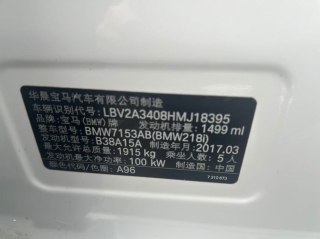 华晨宝马汽车有限公司制造
车辆识别代号: LBV2A3408HMJ18395
品牌: 宝马(BMW)牌 发动机排量: 1499 ml
整车型号: BMW7153AB(BMW218i)
发动机型号: B38A15A 制造年月: 2017.03
最大允许总质量: 1915 kg 乘坐人数: 5 人
发动机最大净功率: 100 kW 制造国: 中国
颜色代码/颜色: A96